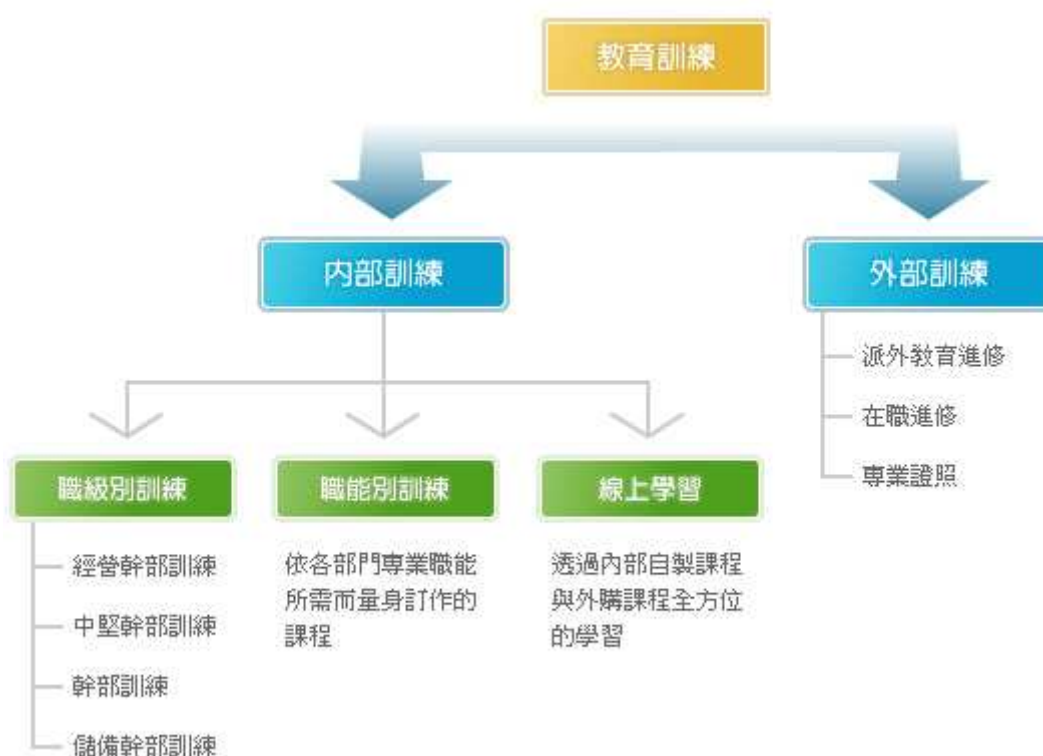 教育訓練
内部訓練
外部訓練
派外教育進修
在職進修
專業證照
職級別訓練
職能別訓練
線上學習
經營幹部訓練
中堅幹部訓練
幹部訓練
儲備幹部訓練
依各部門專業職能
所需而量身訂作的
課程
透過內部自製課程
與外購課程全方位
的學習